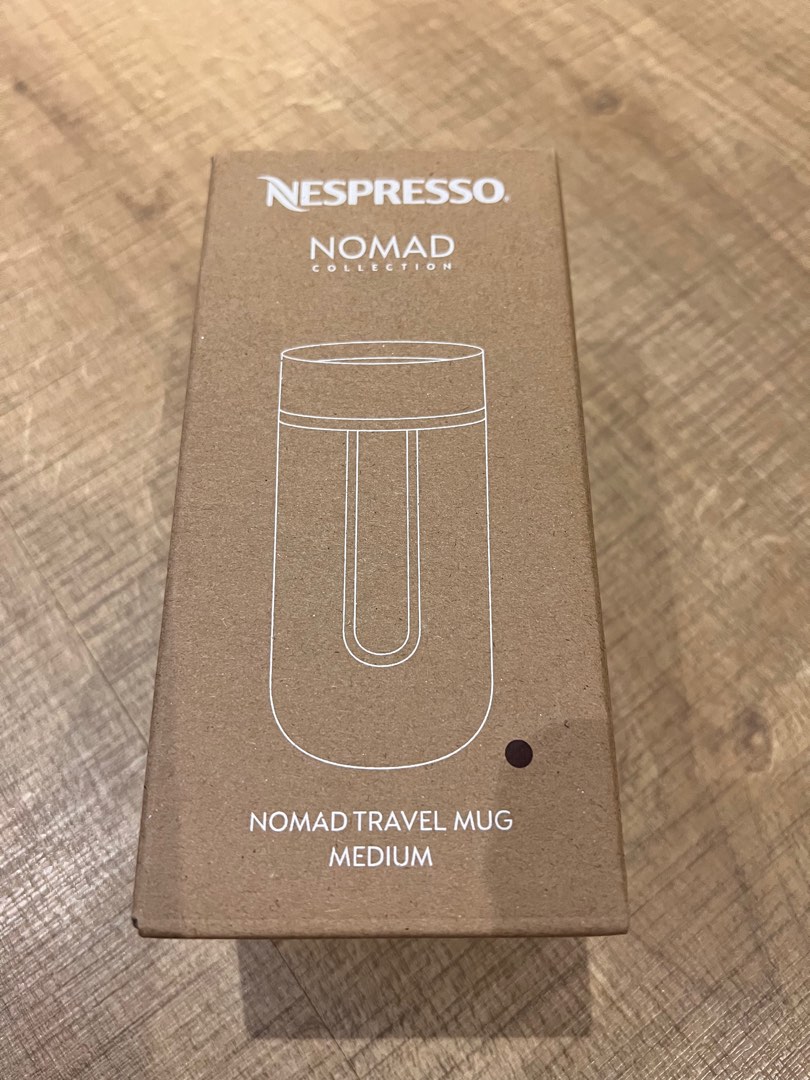 NESPRESSO.
NOMAD
COLLECTION
NOMAD TRAVEL MUG
MEDIUM